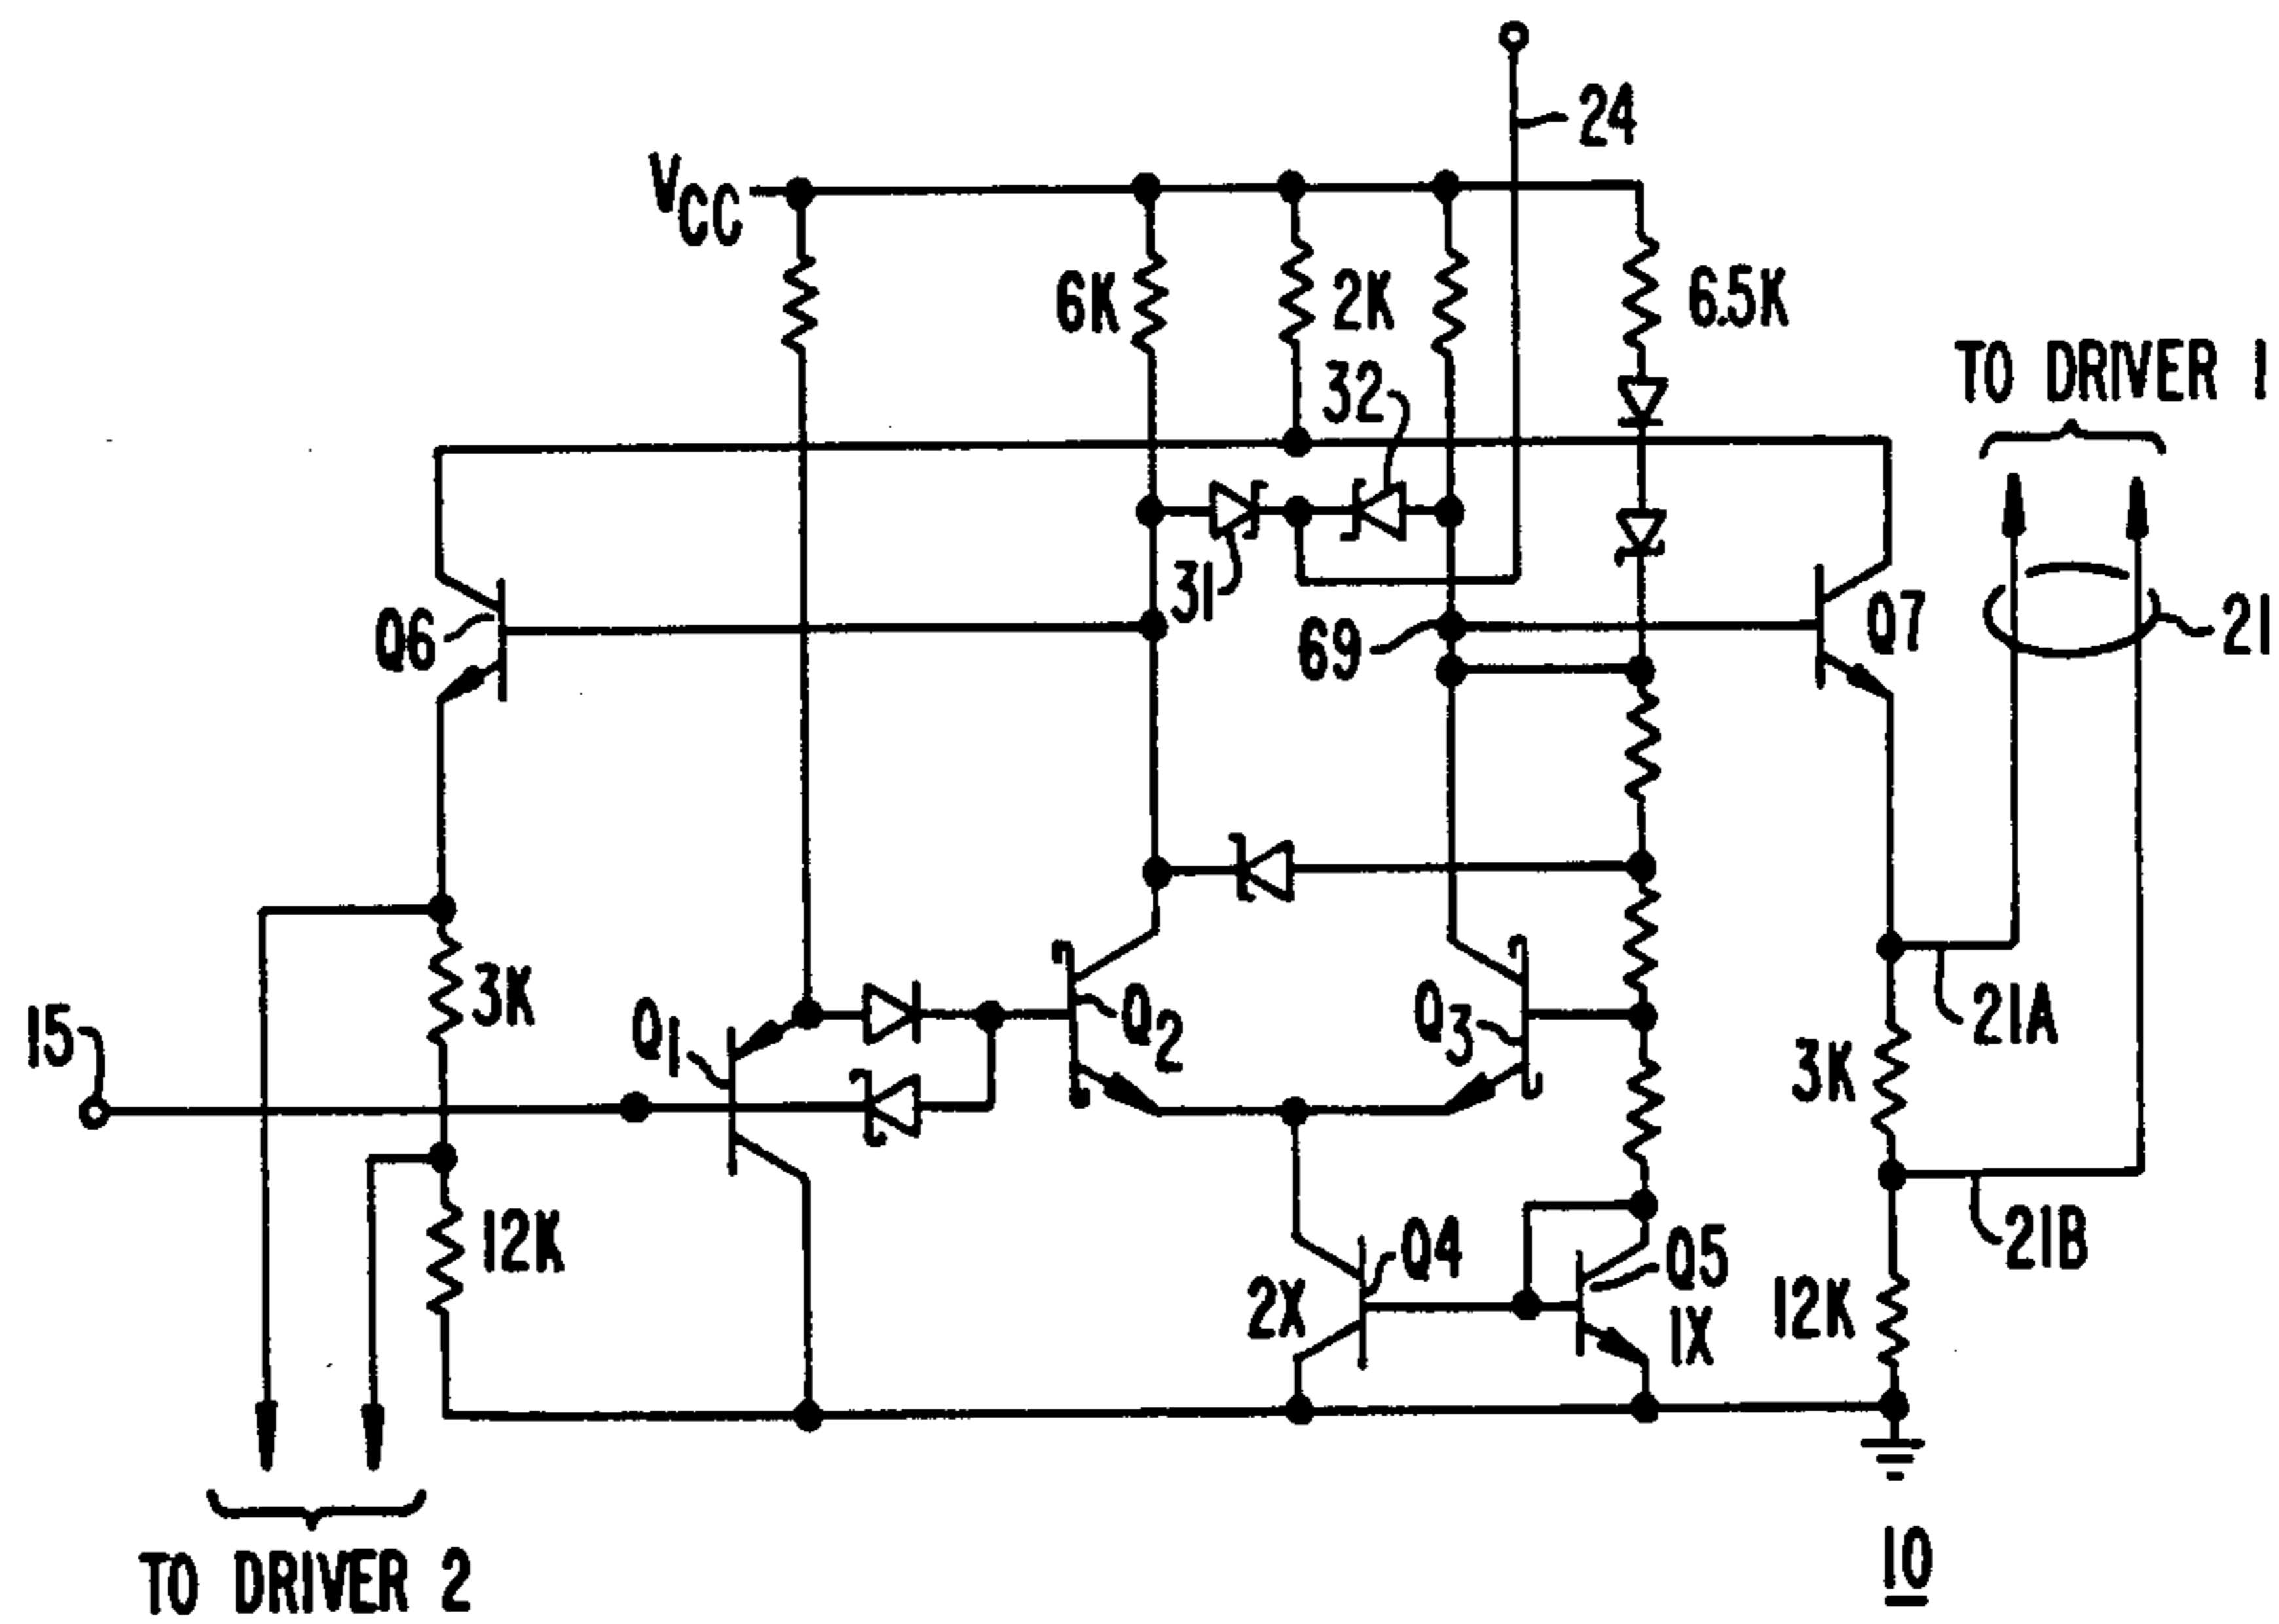 24
VCC
6K
2K
6.5K
32
TO DRIVER 1
31
Q6
69
Q7
21
15
3K
Q1
Q2
Q3
21A
3K
12K
Q4
2X
Q5
1X
21B
12K
TO DRIVER 2
10